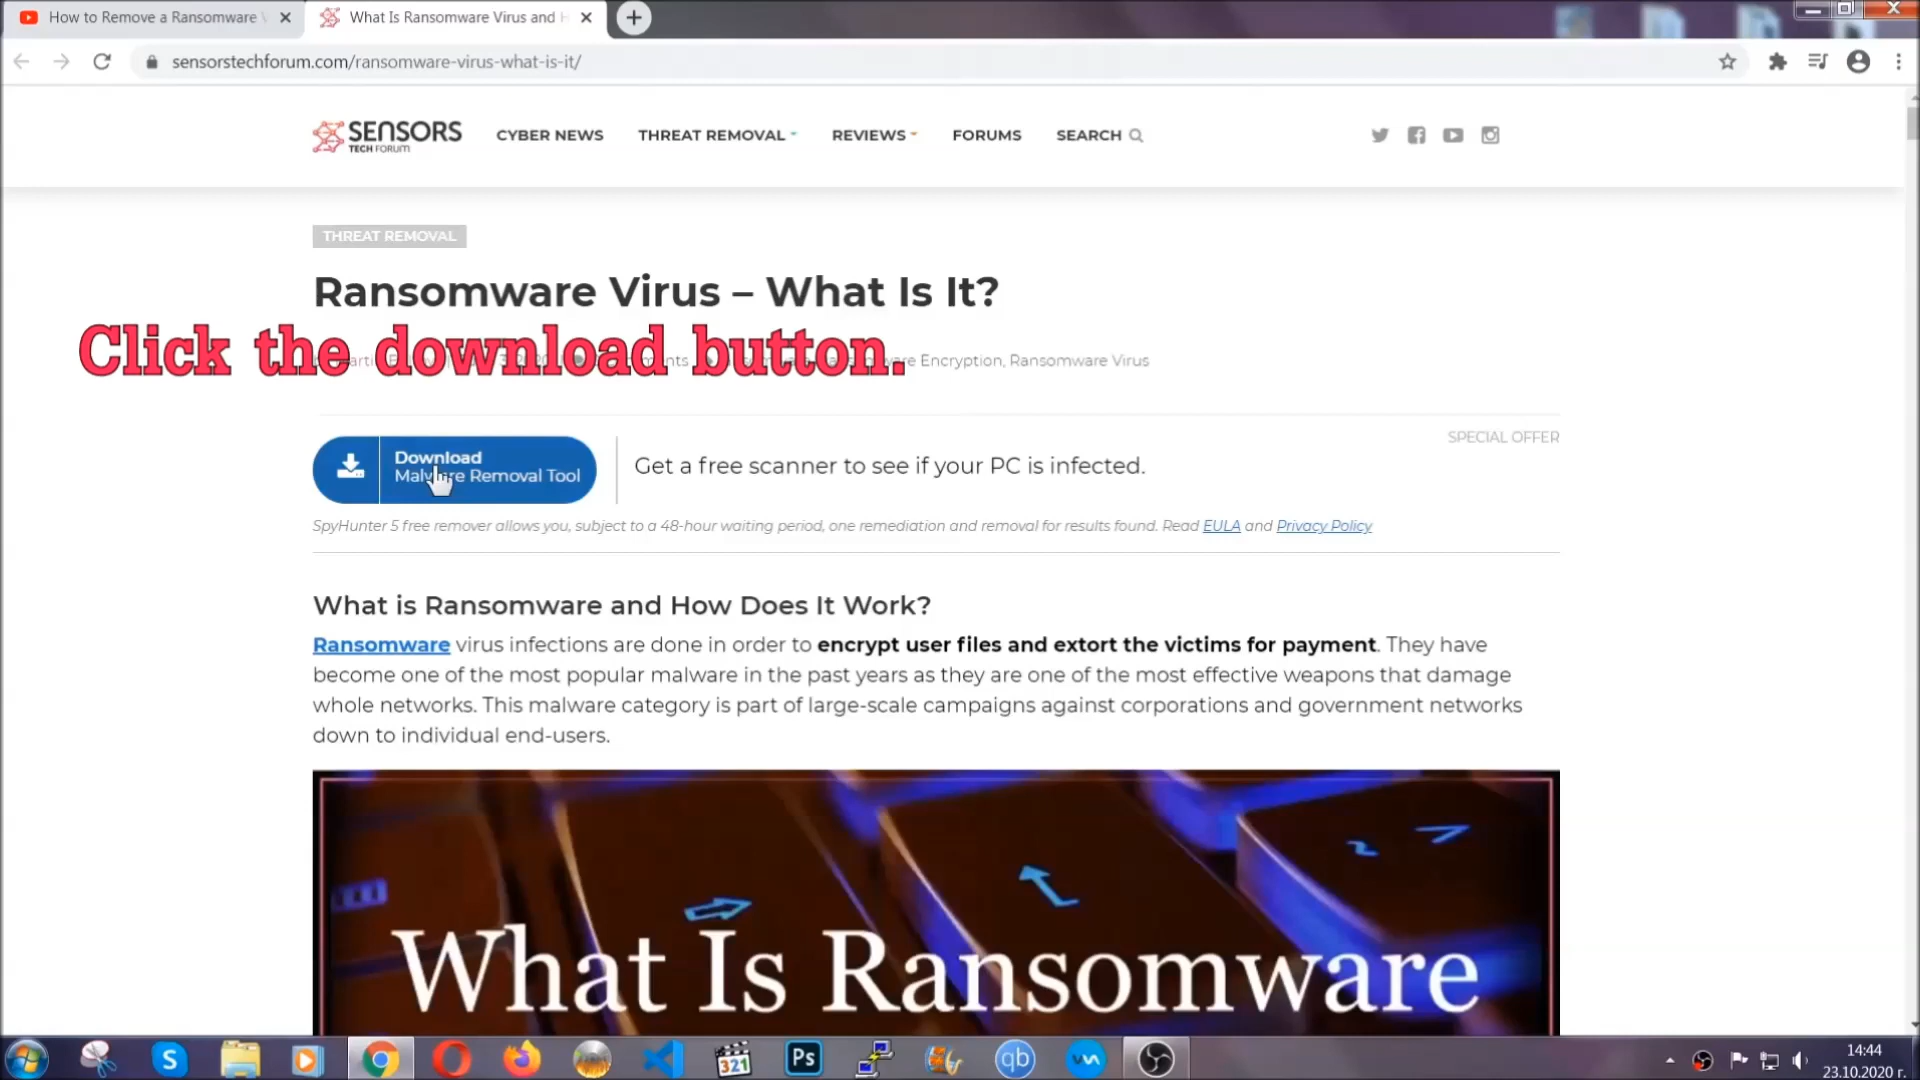 How to Remove a Ransomware V
What Is Ransomware Virus and H
sensorstechforum.com/ransomware-virus-what-is-it/
SENSORS
TECH FORUM
CYBER NEWS
THREAT REMOVAL
REVIEWS
FORUMS
SEARCH
THREAT REMOVAL
Ransomware Virus – What Is It?
Click the download button.
Encryption, Ransomware Virus
SPECIAL OFFER
Download
Malware Removal Tool
Get a free scanner to see if your PC is infected.
SpyHunter 5 free remover allows you, subject to a 48-hour waiting period, one remediation and removal for results found. Read EULA and Privacy Policy
What is Ransomware and How Does It Work?
Ransomware virus infections are done in order to encrypt user files and extort the victims for payment. They have
become one of the most popular malware in the past years as they are one of the most effective weapons that damage
whole networks. This malware category is part of large-scale campaigns against corporations and government networks
down to individual end-users.
What Is Ransomware
S
321
Ps
qb
14:44
23.10.2020 г.